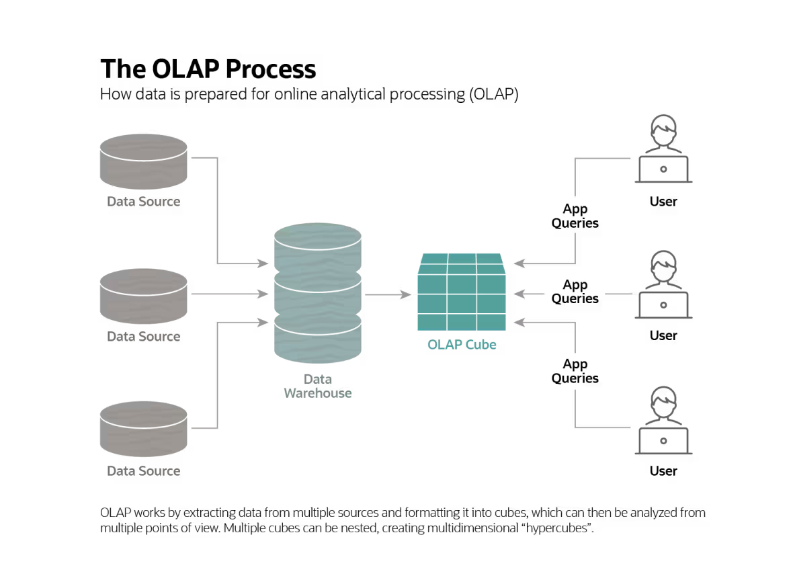 The OLAP Process
How data is prepared for online analytical processing (OLAP)
Data Source
App
Queries
User
Data Source
App
Queries
User
OLAP Cube
Data
Warehouse
App
Queries
Data Source
User
OLAP works by extracting data from multiple sources and formatting it into cubes, which can then be analyzed from
multiple points of view. Multiple cubes can be nested, creating multidimensional “hypercubes”.